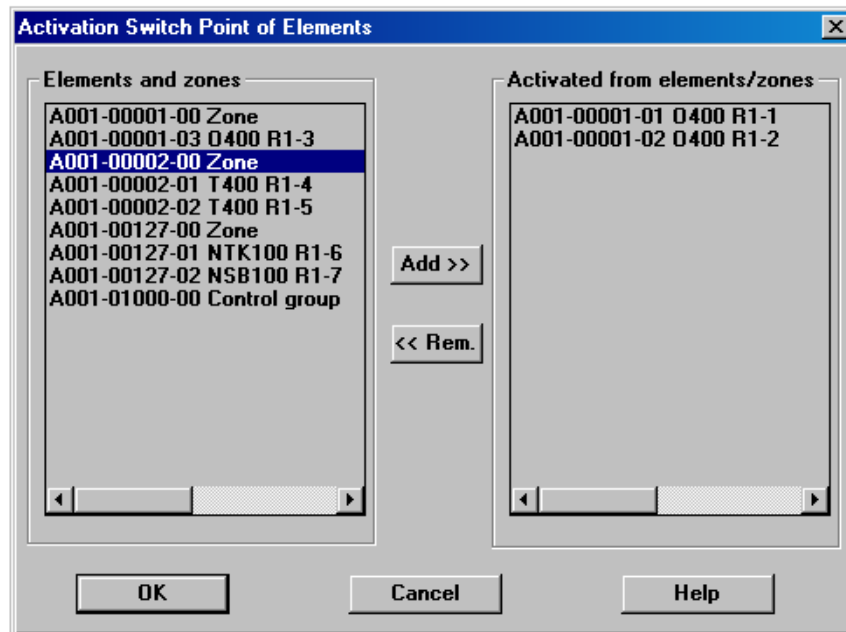 Activation Switch Point of Elements
Elements and zones
A001-00001-00 Zone
A001-00001-03 O400 R1-3
A001-00002-00 Zone
A001-00002-01 T400 R1-4
A001-00002-02 T400 R1-5
A001-00127-00 Zone
A001-00127-01 NTK100 R1-6
A001-00127-02 NSB100 R1-7
A001-01000-00 Control group
Add >>
<< Rem.
Activated from elements/zones
A001-00001-01 O400 R1-1
A001-00001-02 O400 R1-2
OK
Cancel
Help